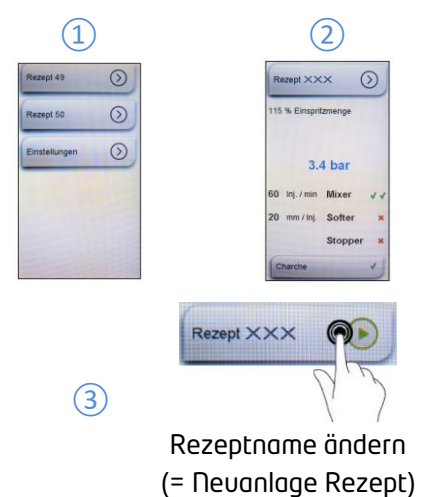 1
Rezept 49
Rezept 50
Einstellungen
2
Rezept XXX
115 % Einspritzmenge
3.4 bar
60 Inj. / min Mixer ✓ ✓
20 mm / Inj. Softer ×
Stopper ×
Charche ✓
3
Rezept XXX
Rezeptname ändern
(= Neuanlage Rezept)